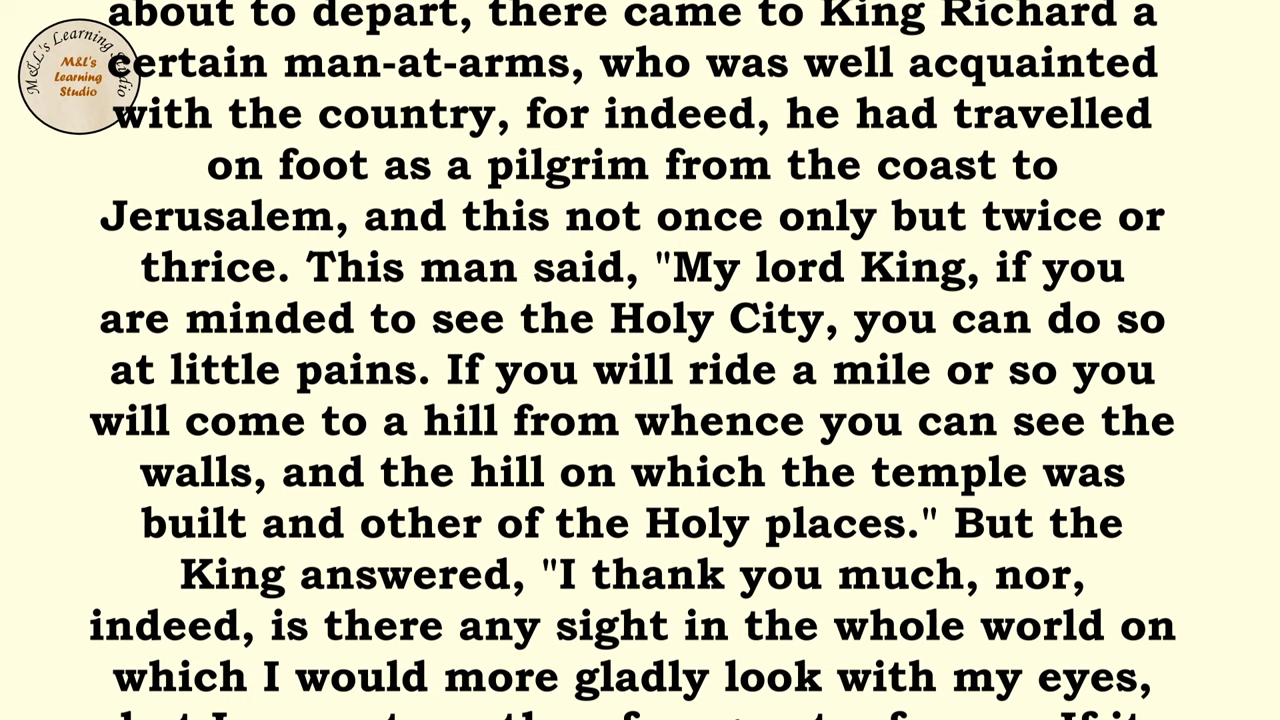 about to depart, there came to King Richard a
certain man-at-arms, who was well acquainted
with the country, for indeed, he had travelled
on foot as a pilgrim from the coast to
Jerusalem, and this not once only but twice or
thrice. This man said, "My lord King, if you
are minded to see the Holy City, you can do so
at little pains. If you will ride a mile or so you
will come to a hill from whence you can see the
walls, and the hill on which the temple was
built and other of the Holy places." But the
King answered, "I thank you much, nor,
indeed, is there any sight in the whole world on
which I would more gladly look with my eyes,
M&L's Learning Studio
M&L's
Learning
Studio